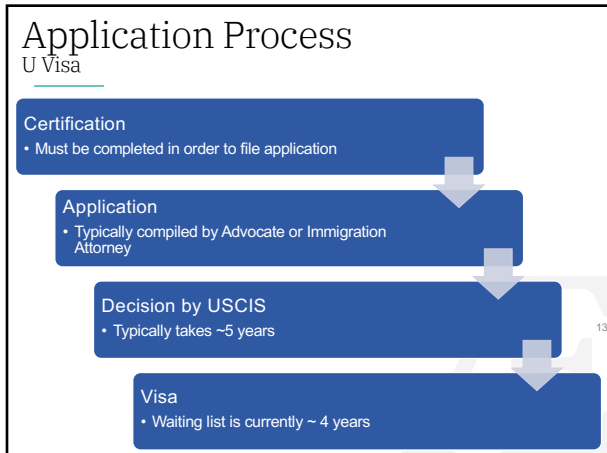 Application Process
U Visa
Certification
• Must be completed in order to file application
Application
• Typically compiled by Advocate or Immigration
Attorney
Decision by USCIS
• Typically takes ~5 years
13
Visa
• Waiting list is currently ~ 4 years